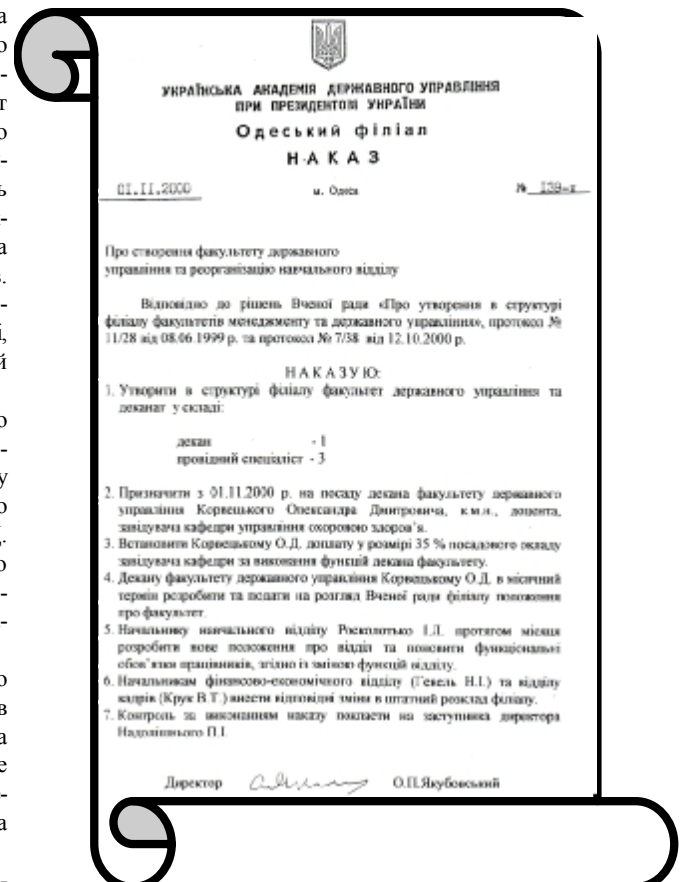 УКРАЇНСЬКА АКАДЕМІЯ ДЕРЖАВНОГО УПРАВЛІННЯ
ПРИ ПРЕЗИДЕНТОВІ УКРАЇНИ
Одеський філіал
НАКАЗ
01.11.2000 м. Одеса №
Про створення факультету державного
управління та реорганізацію навчального відділу
Відповідно до рішень Вченої ради «Про утворення в структурі
філіалу факультетів менеджменту та державного управління», протокол №
11/28 від 08.06.1999 р. та протокол № 7/38 від 12.10.2000 р.
НАКАЗУЮ:
1. Утворити в структурі філіалу факультет державного управління та
деканат у складі:
декан - 1
провідний спеціаліст - 3
2. Призначити з 01.11.2000 р. на посаду декана факультету державного
управління Корвецького Олександра Дмитровича, к.м.н., доцента,
завідувача кафедри управління охороною здоров'я.
3. Встановити Корвецькому О.Д. доплату у розмірі 35 % посадового окладу
завідувача кафедри за виконання функцій декана факультету.
4. Декану факультету державного управління Корвецькому О.Д. в місячний
термін розробити та подати на розгляд Вченої ради філіалу положення
про факультет.
5. Начальнику навчального відділу І.Л. протягом місяця
розробити нове положення про відділ та поновити функціональні
обов'язки працівників, згідно із зміною функцій відділу.
6. Начальникам фінансово-економічного відділу (Гевель Н.І.) та відділу
кадрів (Крук В.Т.) внести відповідні зміни в штатний розклад філіалу.
7. Контроль за виконанням наказу покласти на заступника директора
Надолішнього П.І.
Директор О.П.Якубовський